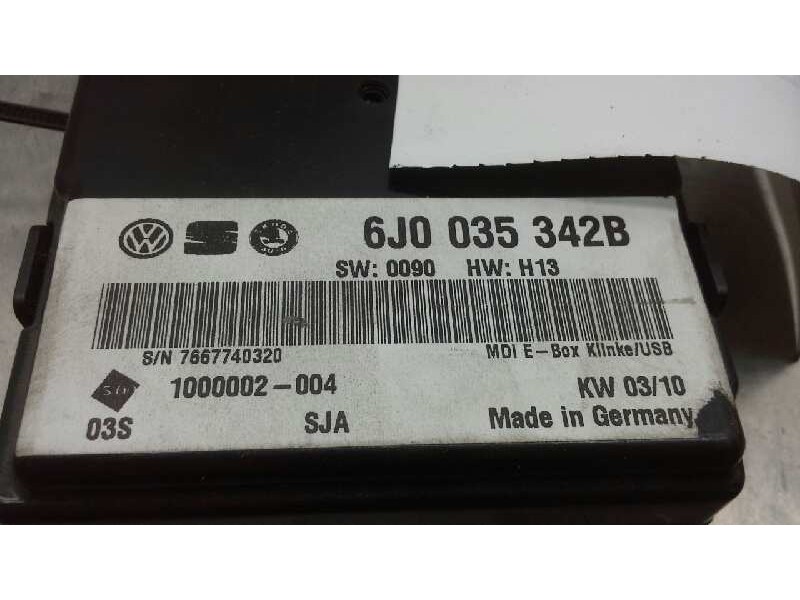 6J0 035 342B
SW: 0090 HW: H13
S/N 7667740320 MDI E-Box Klinke/USB
1000002-004 KW 03/10
03S SJA Made in Germany